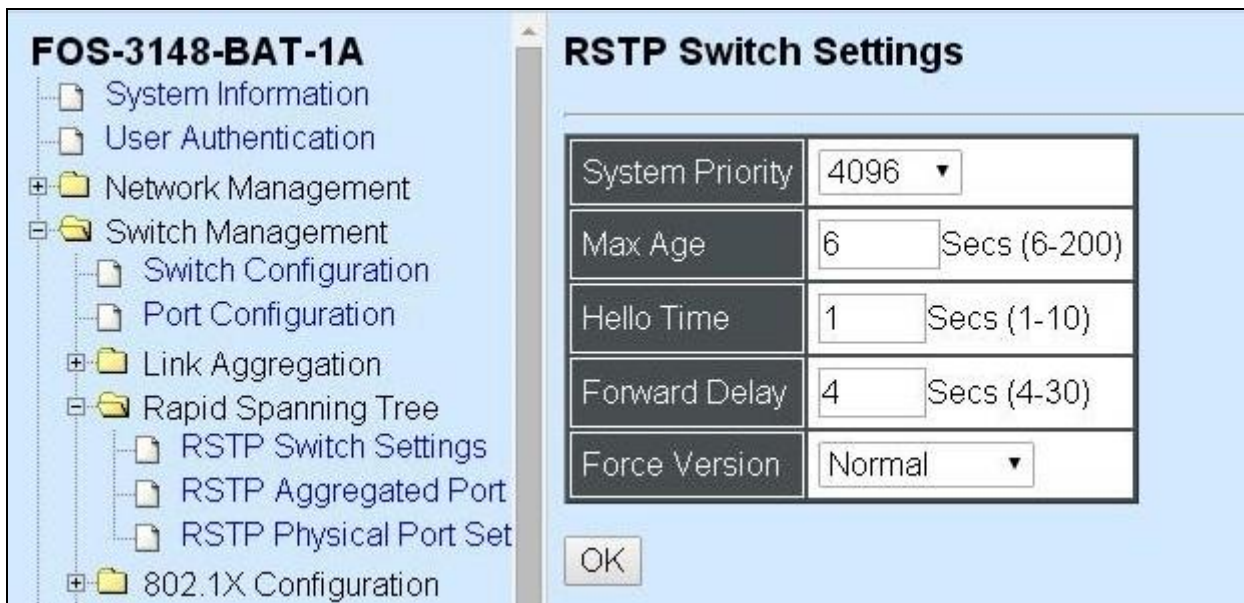 FOS-3148-BAT-1A
System Information
User Authentication
Network Management
Switch Management
Switch Configuration
Port Configuration
Link Aggregation
Rapid Spanning Tree
RSTP Switch Settings
RSTP Aggregated Port
RSTP Physical Port Set
802.1X Configuration
RSTP Switch Settings
System Priority 4096
Max Age 6 Secs (6-200)
Hello Time 1 Secs (1-10)
Forward Delay 4 Secs (4-30)
Force Version Normal
OK